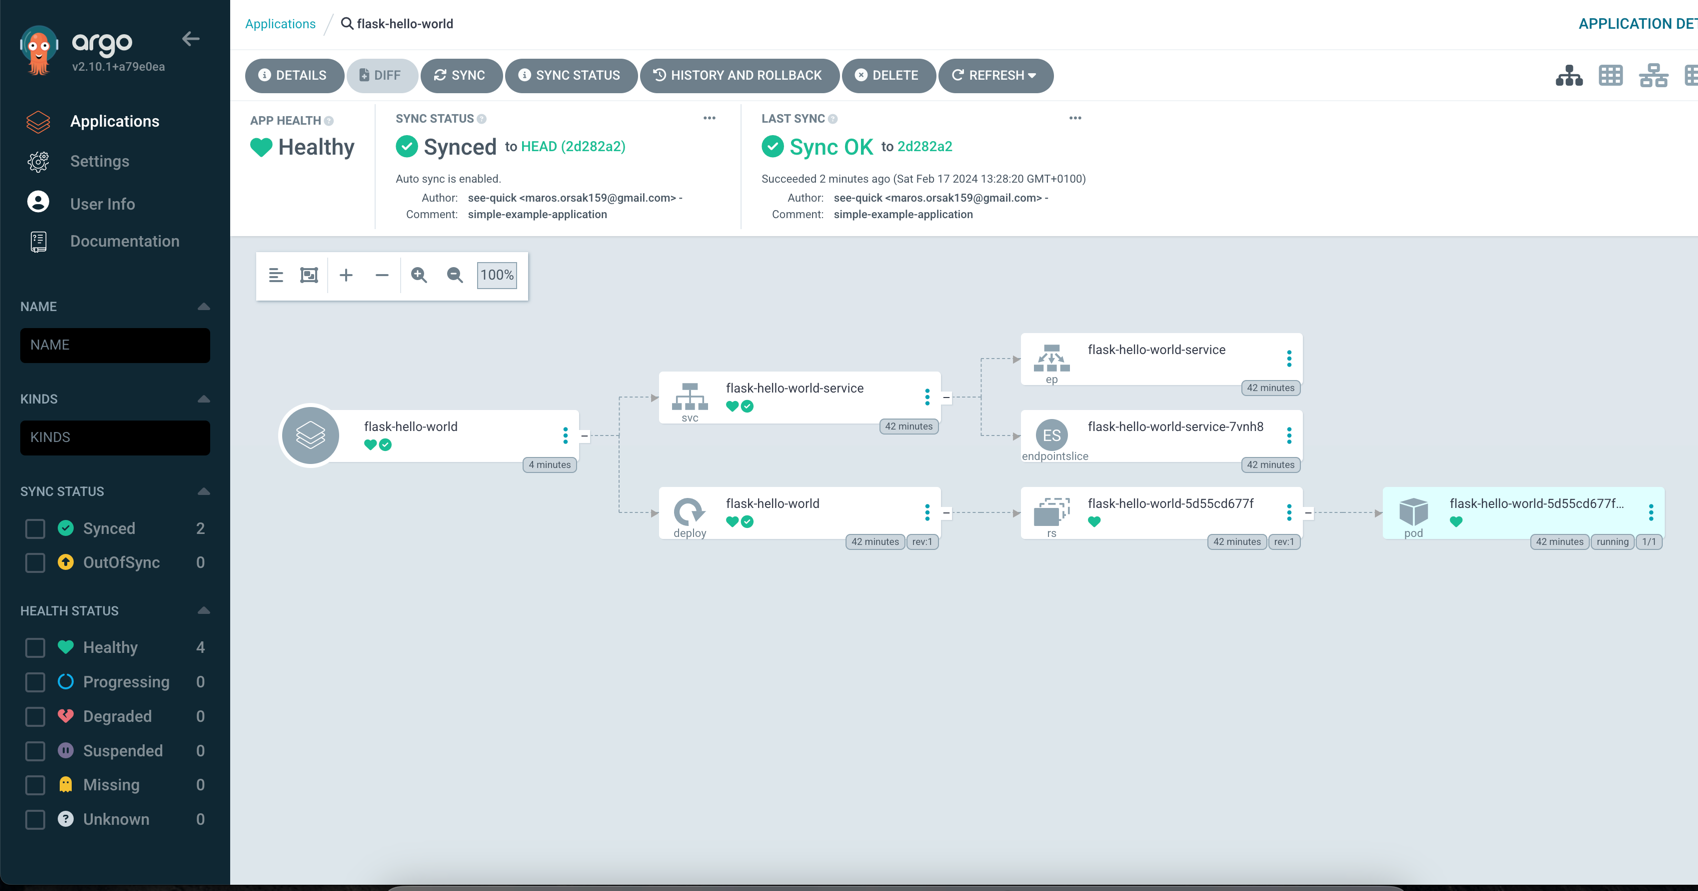 argo
v2.10.1+a79e0ea
Applications
Settings
User Info
Documentation
NAME
NAME
KINDS
KINDS
SYNC STATUS
Synced 2
OutOfSync 0
HEALTH STATUS
Healthy 4
Progressing 0
Degraded 0
Suspended 0
Missing 0
Unknown 0
Applications / flask-hello-world
APPLICATION DET
DETAILS DIFF SYNC SYNC STATUS HISTORY AND ROLLBACK DELETE REFRESH
APP HEALTH
Healthy
SYNC STATUS
Synced to HEAD (2d282a2)
Auto sync is enabled.
Author: see-quick <maros.orsak159@gmail.com> -
Comment: simple-example-application
LAST SYNC
Sync OK to 2d282a2
Succeeded 2 minutes ago (Sat Feb 17 2024 13:28:20 GMT+0100)
Author: see-quick <maros.orsak159@gmail.com> -
Comment: simple-example-application
100%
flask-hello-world
4 minutes
flask-hello-world-service
svc
42 minutes
flask-hello-world
deploy
42 minutes rev:1
flask-hello-world-service
ep
42 minutes
ES
flask-hello-world-service-7vnh8
endpointslice
42 minutes
flask-hello-world-5d55cd677f
rs
42 minutes rev:1
flask-hello-world-5d55cd677f...
pod
42 minutes running 1/1